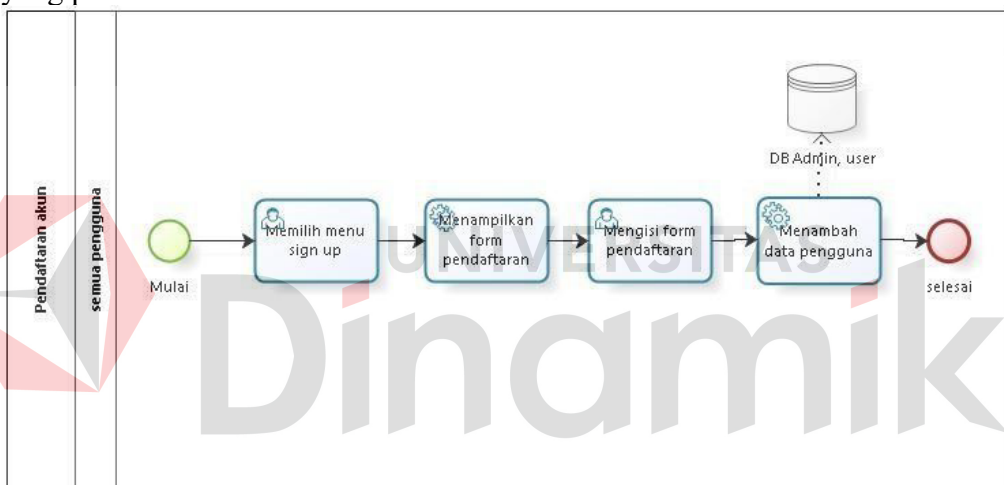 Pendaftaran akun
semua pengguna
Mulai
Memilih menu
sign up
Menampilkan
form
pendaftaran
Mengisi form
pendaftaran
Menambah
data pengguna
DB Admin, user
selesai
UNIVERSITAS
Dinamik